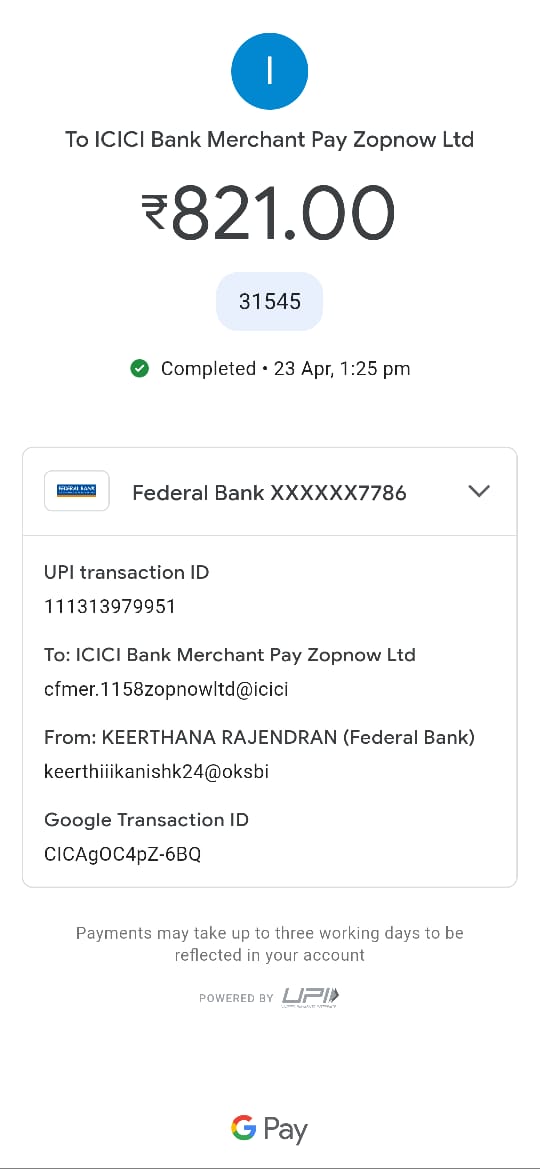 I
To ICICI Bank Merchant Pay Zopnow Ltd
₹821.00
31545
Completed • 23 Apr, 1:25 pm
FEDERAL BANK
Federal Bank XXXXXX7786
UPI transaction ID
111313979951
To: ICICI Bank Merchant Pay Zopnow Ltd
cfmer.1158zopnowltd@icici
From: KEERTHANA RAJENDRAN (Federal Bank)
keerthiiikanishk24@oksbi
Google Transaction ID
CICAgOC4pZ-6BQ
Payments may take up to three working days to be
reflected in your account
POWERED BY UPI
G Pay